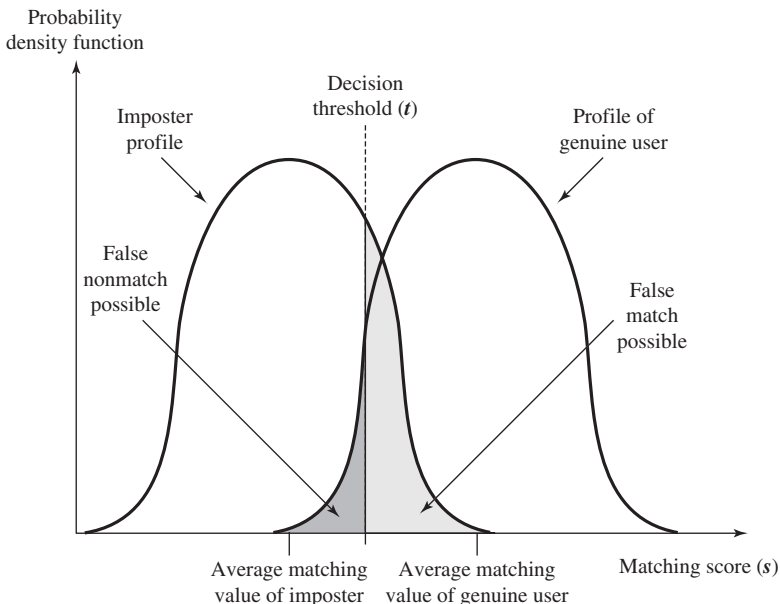 Probability
density function
Decision
threshold (t)
Imposter
profile
Profile of
genuine user
False
nonmatch
possible
False
match
possible
Average matching
value of imposter
Average matching
value of genuine user
Matching score (s)